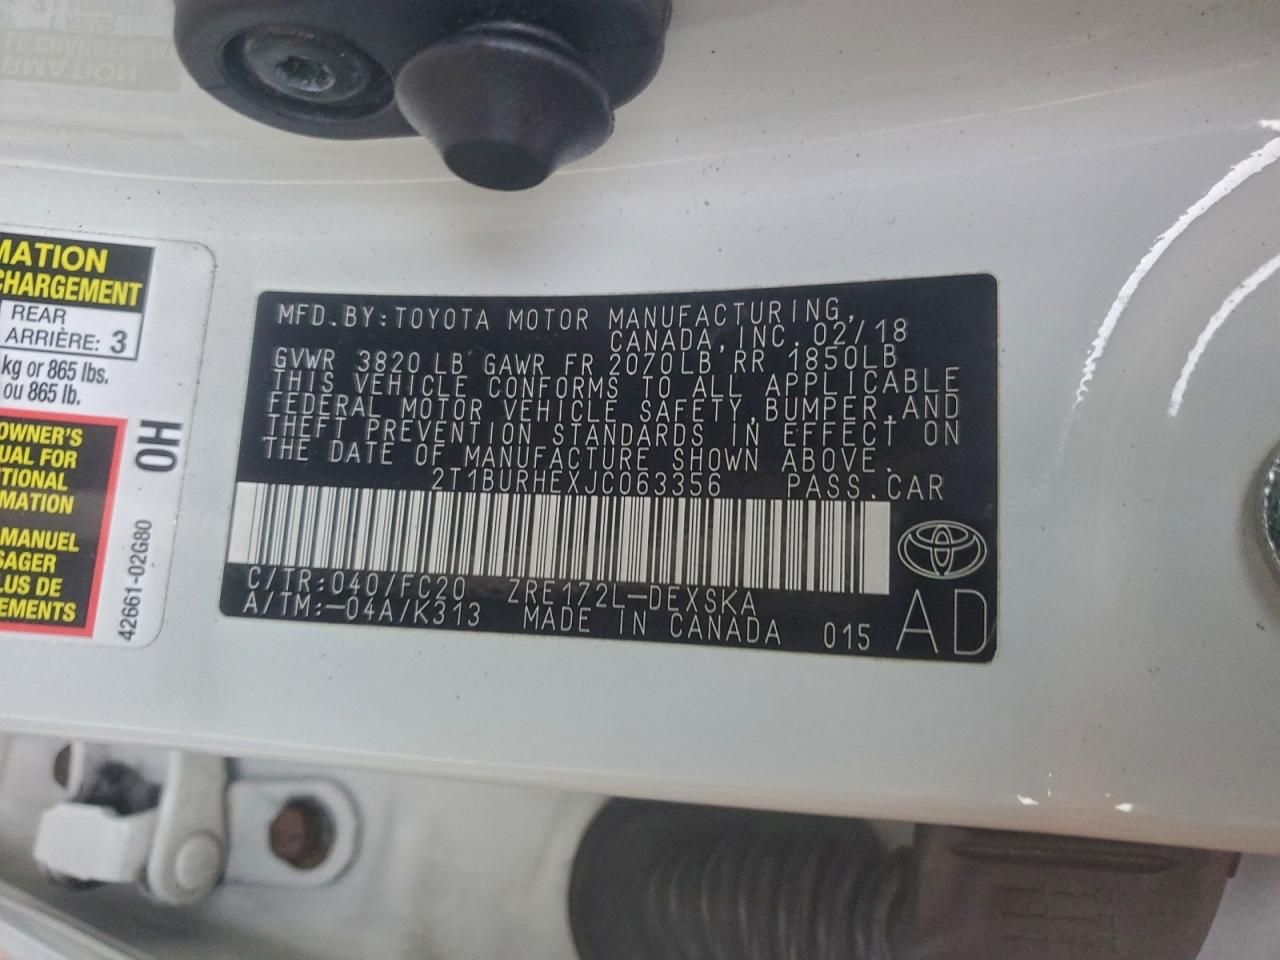 MATION
CHARGEMENT
REAR
ARRIÈRE: 3
kg or 865 lbs.
ou 865 lb.
OWNER'S
UAL FOR
TIONAL
MATION
MANUEL
SAGER
LUS DE
EMENTS
OH
42661-02G80
MFD.BY:TOYOTA MOTOR MANUFACTURING,
CANADA,INC. 02/18
GVWR 3820LB GAWR FR 2070LB RR 1850LB
THIS VEHICLE CONFORMS TO ALL APPLICABLE
FEDERAL MOTOR VEHICLE SAFETY,BUMPER,AND
THEFT PREVENTION STANDARDS IN EFFECT ON
THE DATE OF MANUFACTURE SHOWN ABOVE.
2T1BURHEXJC063356 PASS.CAR
C/TR:040/FC20 ZRE172L-DEXSKA
A/TM:-04A/K313 MADE IN CANADA 015 AD